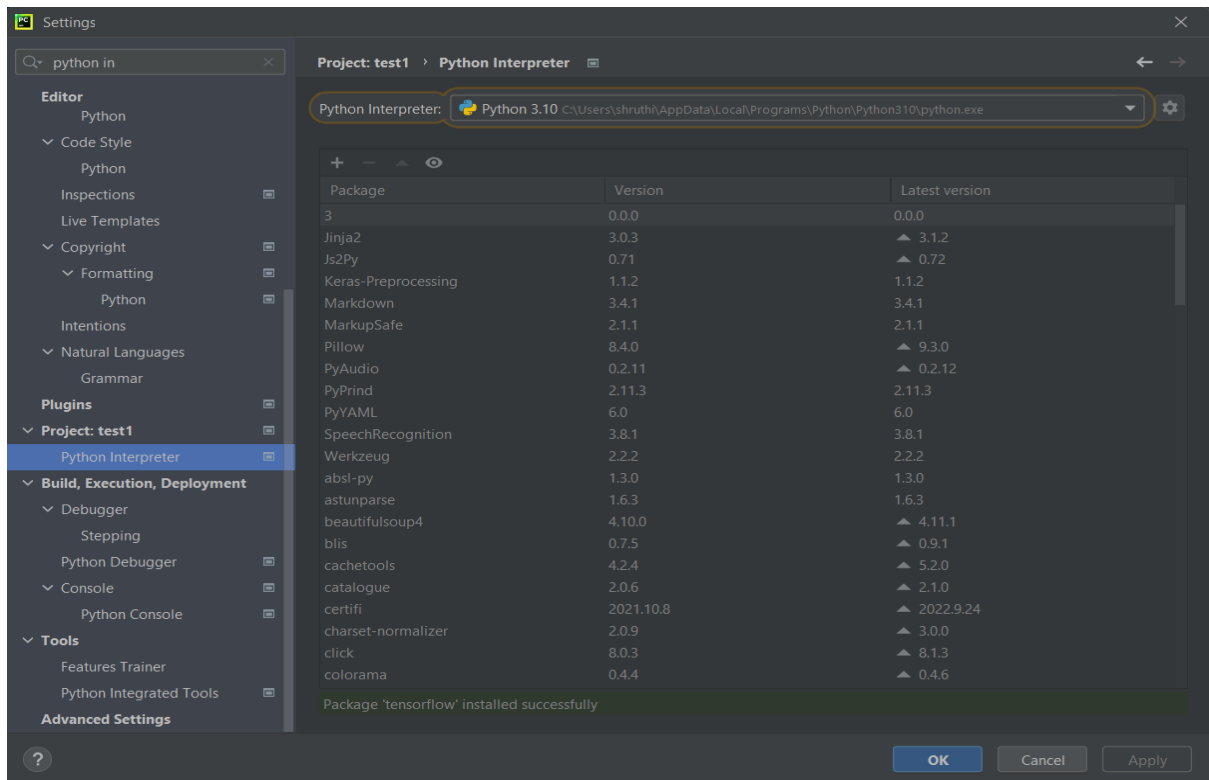 PC
Settings
python in
Editor
Python
Code Style
Python
Inspections
Live Templates
Copyright
Formatting
Python
Intentions
Natural Languages
Grammar
Plugins
Project: test1
Python Interpreter
Build, Execution, Deployment
Debugger
Stepping
Python Debugger
Console
Python Console
Tools
Features Trainer
Python Integrated Tools
Advanced Settings
?
Project: test1 › Python Interpreter
Python Interpreter: Python 3.10 C:\Users\shruthi\AppData\Local\Programs\Python\Python310\python.exe
Package Version Latest version
3 0.0.0 0.0.0
Jinja2 3.0.3 3.1.2
Js2Py 0.71 0.72
Keras-Preprocessing 1.1.2 1.1.2
Markdown 3.4.1 3.4.1
MarkupSafe 2.1.1 2.1.1
Pillow 8.4.0 9.3.0
PyAudio 0.2.11 0.2.12
PyPrind 2.11.3 2.11.3
PyYAML 6.0 6.0
SpeechRecognition 3.8.1 3.8.1
Werkzeug 2.2.2 2.2.2
absl-py 1.3.0 1.3.0
astunparse 1.6.3 1.6.3
beautifulsoup4 4.10.0 4.11.1
blis 0.7.5 0.9.1
cachetools 4.2.4 5.2.0
catalogue 2.0.6 2.1.0
certifi 2021.10.8 2022.9.24
charset-normalizer 2.0.9 3.0.0
click 8.0.3 8.1.3
colorama 0.4.4 0.4.6
Package 'tensorflow' installed successfully
OK Cancel Apply